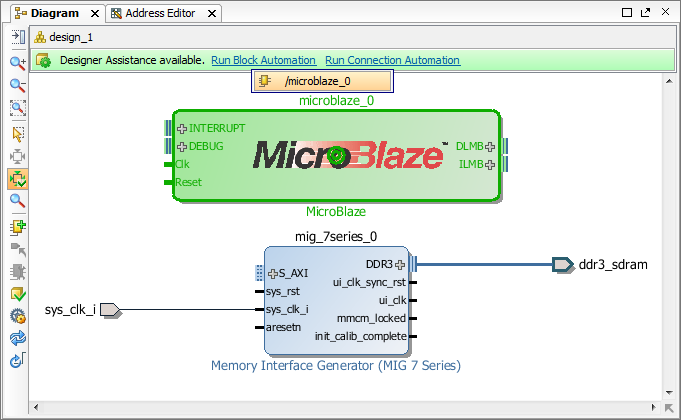 Diagram
Address Editor
design_1
Designer Assistance available. Run Block Automation Run Connection Automation
/microblaze_0
microblaze_0
INTERRUPT
DEBUG
Clk
Reset
MicroBlaze™
DLMB
ILMB
MicroBlaze
mig_7series_0
S_AXI
sys_rst
sys_clk_i
aresetn
DDR3
ui_clk_sync_rst
ui_clk
mmcm_locked
init_calib_complete
ddr3_sdram
sys_clk_i
Memory Interface Generator (MIG 7 Series)